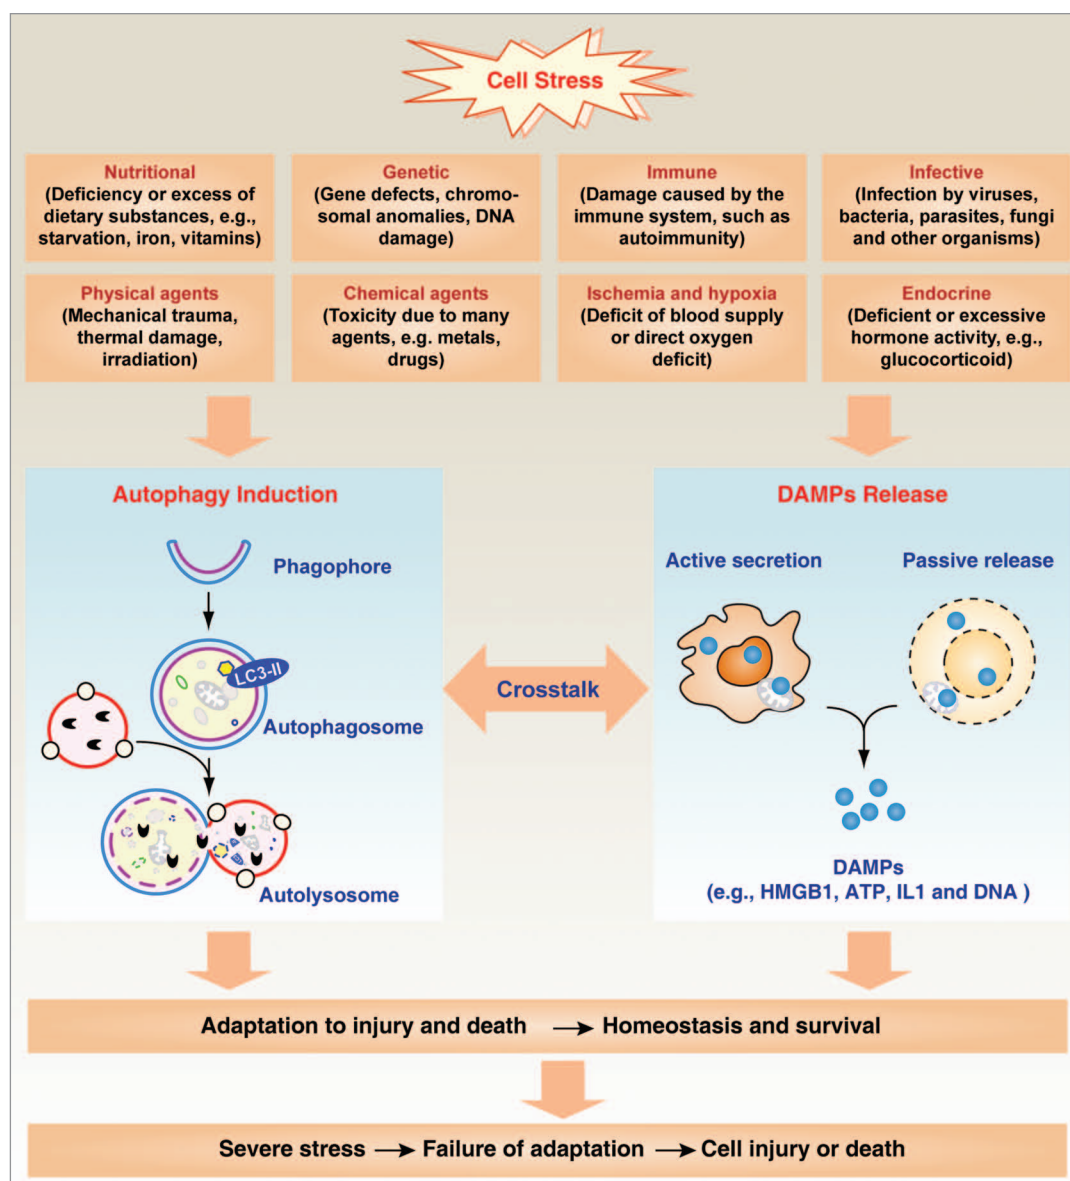 Cell Stress
Nutritional
(Deficiency or excess of
dietary substances, e.g.,
starvation, iron, vitamins)
Genetic
(Gene defects, chromo-
somal anomalies, DNA
damage)
Immune
(Damage caused by the
immune system, such as
autoimmunity)
Infective
(Infection by viruses,
bacteria, parasites, fungi
and other organisms)
Physical agents
(Mechanical trauma,
thermal damage,
irradiation)
Chemical agents
(Toxicity due to many
agents, e.g. metals,
drugs)
Ischemia and hypoxia
(Deficit of blood supply
or direct oxygen
deficit)
Endocrine
(Deficient or excessive
hormone activity, e.g.,
glucocorticoid)
Autophagy Induction
Phagophore
LC3-II
Autophagosome
Autolysosome
Crosstalk
DAMPs Release
Active secretion
Passive release
DAMPs
(e.g., HMGB1, ATP, IL1 and DNA )
Adaptation to injury and death → Homeostasis and survival
Severe stress → Failure of adaptation → Cell injury or death